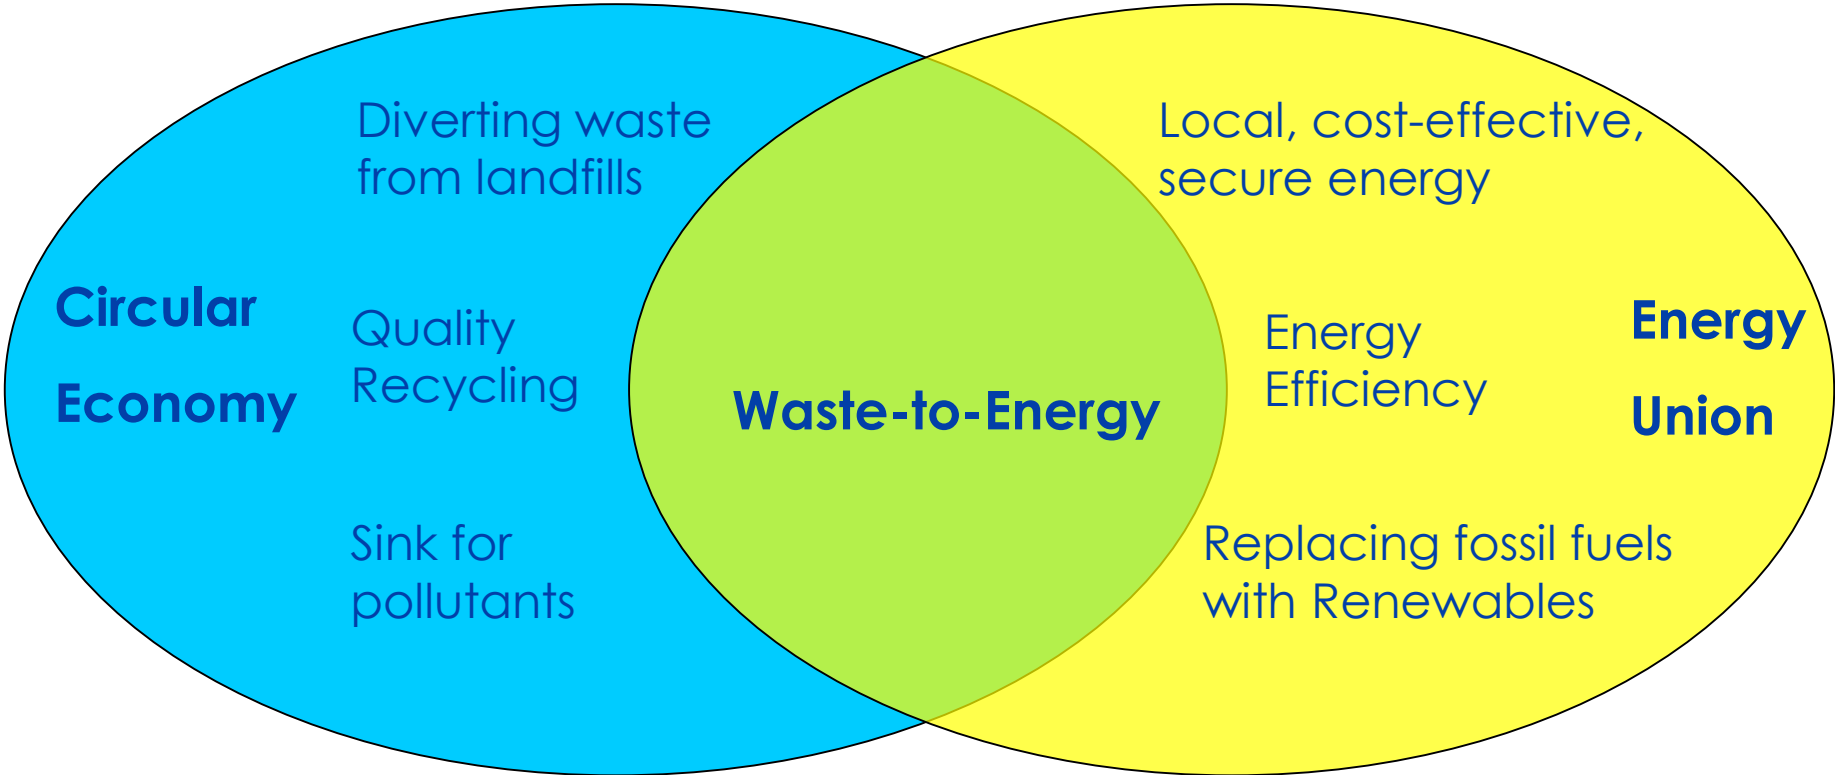 Diverting waste
from landfills
Circular
Economy
Quality
Recycling
Sink for
pollutants
Waste-to-Energy
Local, cost-effective,
secure energy
Energy
Efficiency
Replacing fossil fuels
with Renewables
Energy
Union